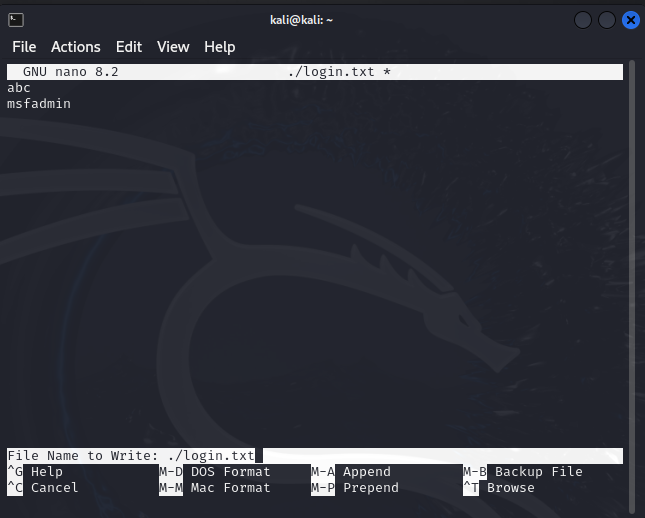 kali@kali: ~
File Actions Edit View Help
GNU nano 8.2 ./login.txt *
abc
msfadmin
File Name to Write: ./login.txt
^G Help M-D DOS Format M-A Append M-B Backup File
^C Cancel M-M Mac Format M-P Prepend ^T Browse